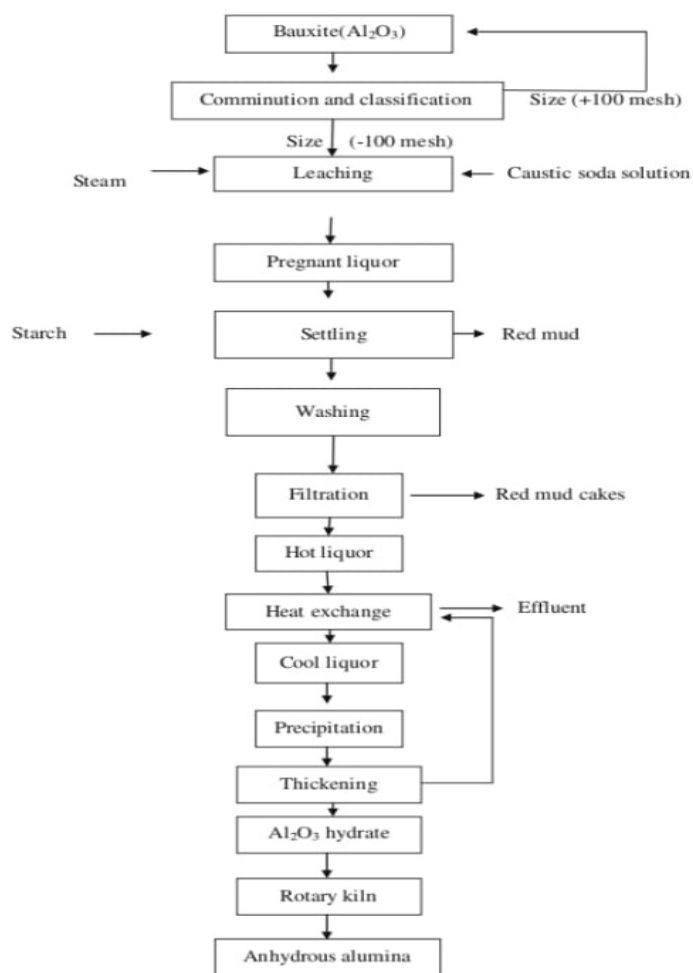 Bauxite(Al₂O₃)
Comminution and classification
Size (+100 mesh)
Size (-100 mesh)
Steam
Leaching
Caustic soda solution
Pregnant liquor
Starch
Settling
Red mud
Washing
Filtration
Red mud cakes
Hot liquor
Heat exchange
Effluent
Cool liquor
Precipitation
Thickening
Al₂O₃ hydrate
Rotary kiln
Anhydrous alumina